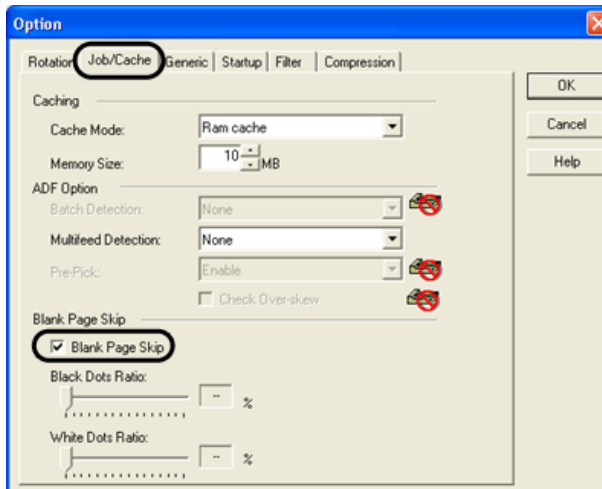 Option
Rotation Job/Cache Generic Startup Filter Compression
OK
Cancel
Help
Caching
Cache Mode: Ram cache
Memory Size: 10 MB
ADF Option
Batch Detection: None
Multifeed Detection: None
Pre-Pick: Enable
Check Over-skew
Blank Page Skip
Blank Page Skip
Black Dots Ratio:
-- %
White Dots Ratio:
-- %